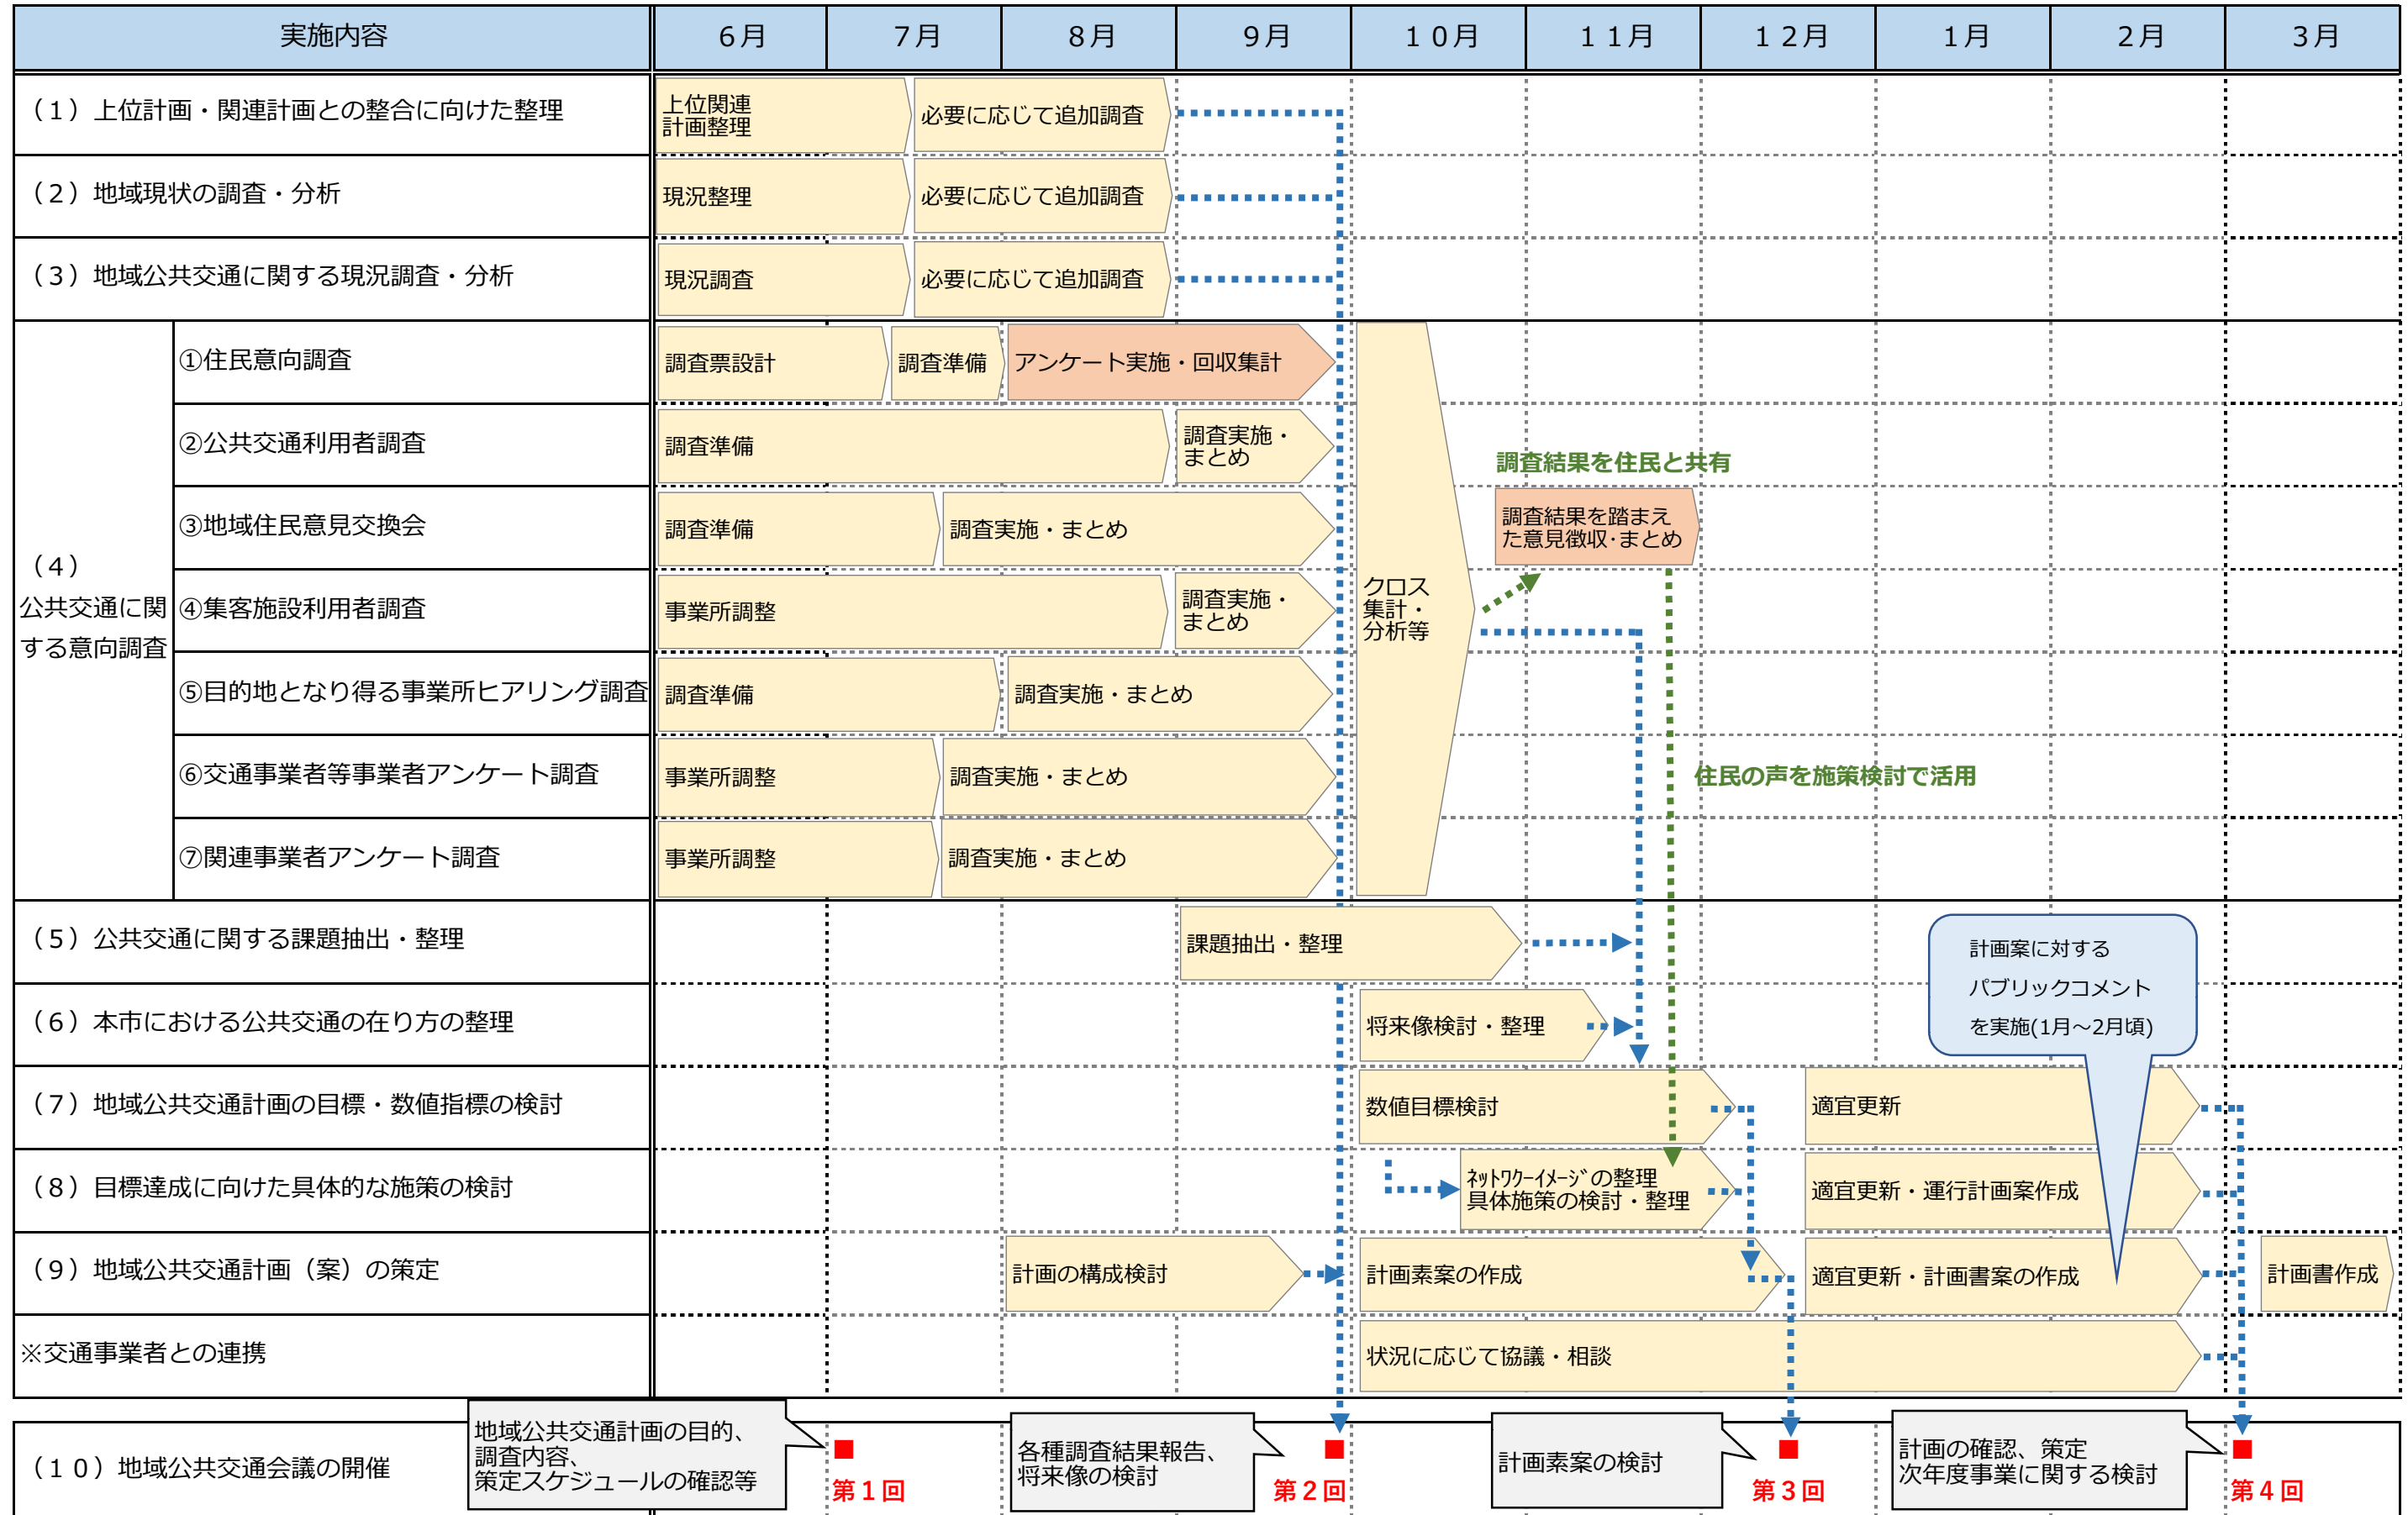 実施内容
６月
７月
８月
９月
１０月
１１月
１２月
１月
２月
３月
（１）上位計画・関連計画との整合に向けた整理
上位関連
計画整理
必要に応じて追加調査
（２）地域現状の調査・分析
現況整理
必要に応じて追加調査
（３）地域公共交通に関する現況調査・分析
現況調査
必要に応じて追加調査
（４）
公共交通に関
する意向調査
①住民意向調査
調査票設計
調査準備
アンケート実施・回収集計
②公共交通利用者調査
調査準備
調査実施・
まとめ
③地域住民意見交換会
調査準備
調査実施・まとめ
④集客施設利用者調査
事業所調整
調査実施・
まとめ
⑤目的地となり得る事業所ヒアリング調査
調査準備
調査実施・まとめ
⑥交通事業者等事業者アンケート調査
事業所調整
調査実施・まとめ
⑦関連事業者アンケート調査
事業所調整
調査実施・まとめ
クロス
集計・
分析等
調査結果を住民と共有
調査結果を踏まえ
た意見徴収･まとめ
住民の声を施策検討で活用
（５）公共交通に関する課題抽出・整理
課題抽出・整理
（６）本市における公共交通の在り方の整理
将来像検討・整理
計画案に対する
パブリックコメント
を実施(1月～2月頃)
（７）地域公共交通計画の目標・数値指標の検討
数値目標検討
適宜更新
（８）目標達成に向けた具体的な施策の検討
ﾈｯﾄﾜｸｰｲﾒｰｼﾞの整理
具体施策の検討・整理
適宜更新・運行計画案作成
（９）地域公共交通計画（案）の策定
計画の構成検討
計画素案の作成
適宜更新・計画書案の作成
計画書作成
※交通事業者との連携
状況に応じて協議・相談
（１０）地域公共交通会議の開催
地域公共交通計画の目的、
調査内容、
策定スケジュールの確認等
第１回
各種調査結果報告、
将来像の検討
第２回
計画素案の検討
第３回
計画の確認、策定
次年度事業に関する検討
第４回